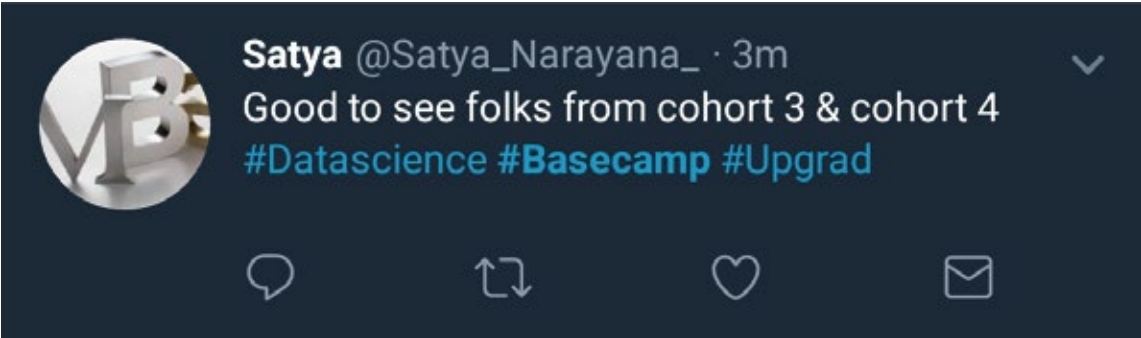 Satya @Satya_Narayana_ · 3m
Good to see folks from cohort 3 & cohort 4
#Datascience #Basecamp #Upgrad